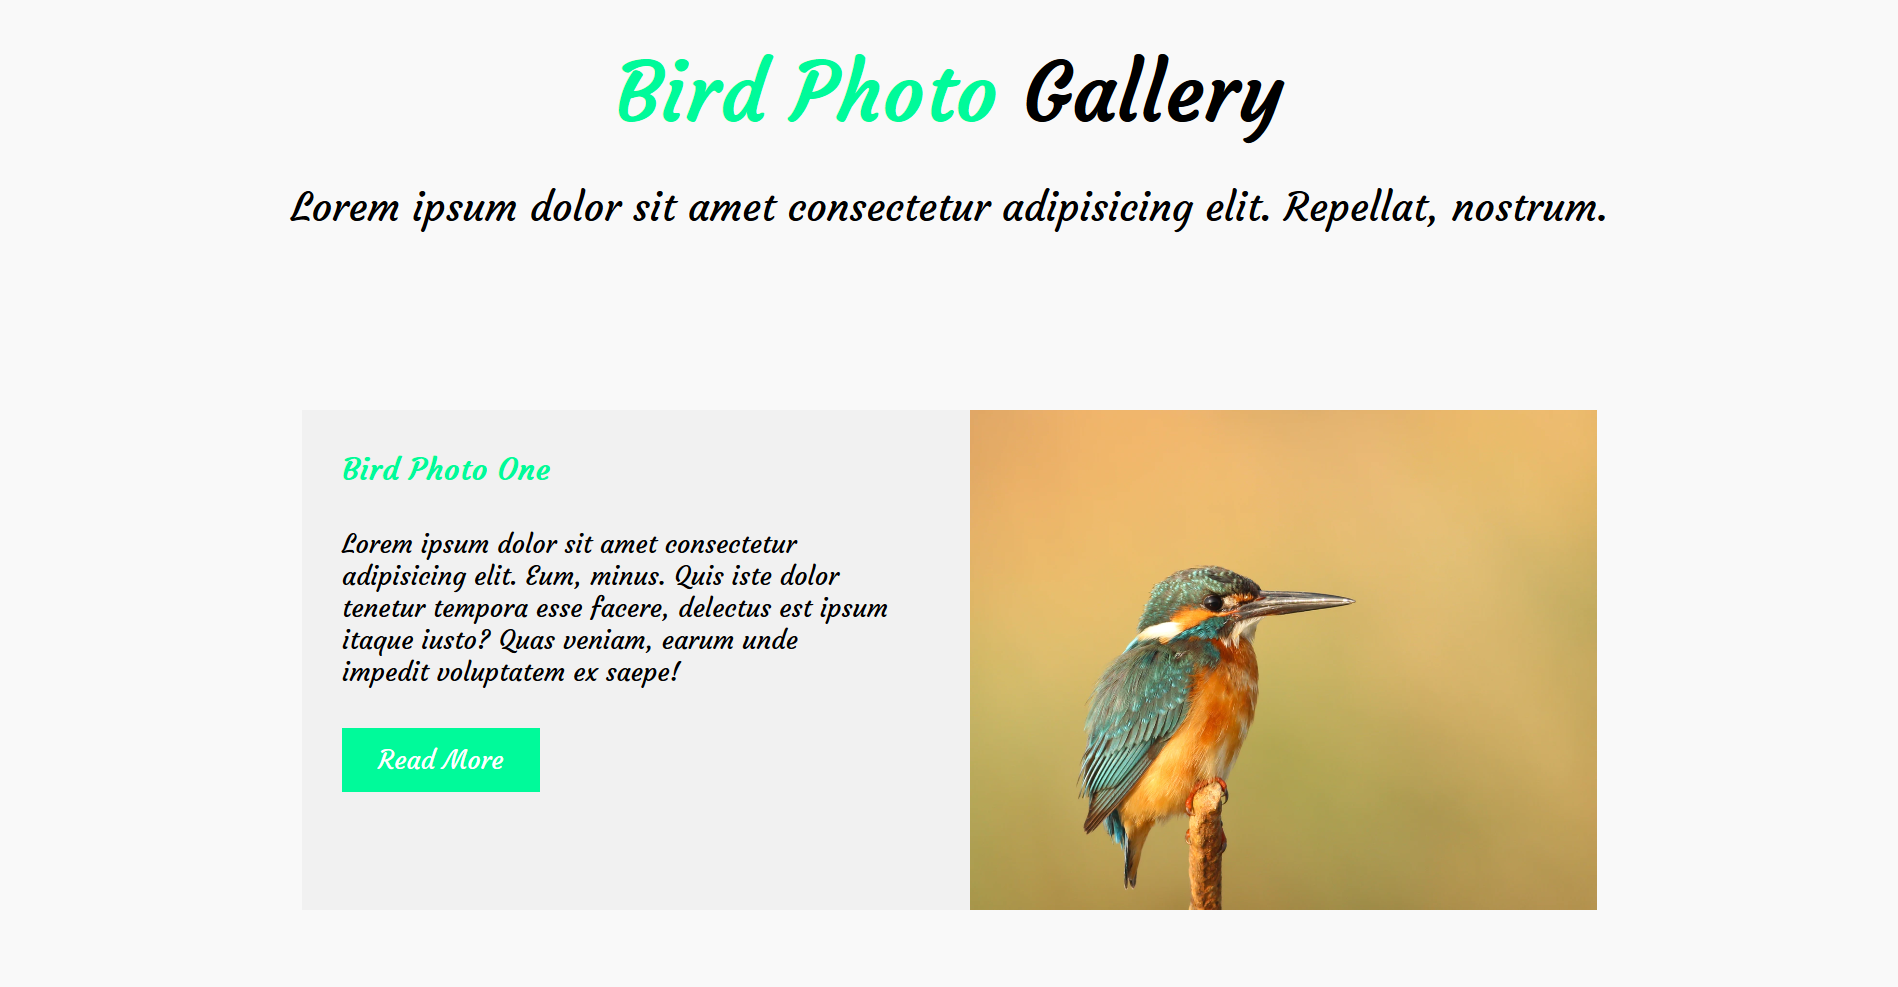 Bird Photo Gallery
Lorem ipsum dolor sit amet consectetur adipisicing elit. Repellat, nostrum.
Bird Photo One
Lorem ipsum dolor sit amet consectetur
adipisicing elit. Eum, minus. Quis iste dolor
tenetur tempora esse facere, delectus est ipsum
itaque iusto? Quas veniam, earum unde
impedit voluptatem ex saepe!
Read More